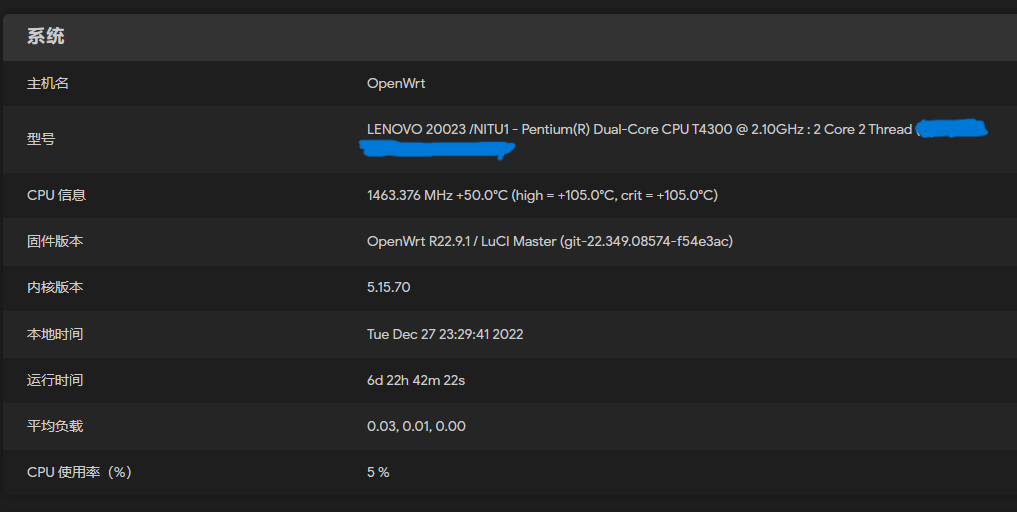 系统
主机名 OpenWrt
型号 LENOVO 20023 /NITU1 - Pentium(R) Dual-Core CPU T4300 @ 2.10GHz : 2 Core 2 Thread (
CPU 信息 1463.376 MHz +50.0°C (high = +105.0°C, crit = +105.0°C)
固件版本 OpenWrt R22.9.1 / LuCI Master (git-22.349.08574-f54e3ac)
内核版本 5.15.70
本地时间 Tue Dec 27 23:29:41 2022
运行时间 6d 22h 42m 22s
平均负载 0.03, 0.01, 0.00
CPU 使用率（%） 5 %